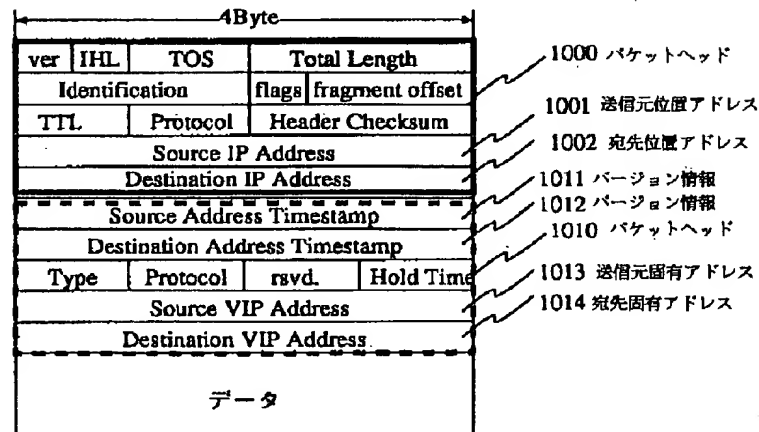 4Byte
ver IHL TOS Total Length
Identification flags fragment offset
TTL Protocol Header Checksum
Source IP Address
Destination IP Address
Source Address Timestamp
Destination Address Timestamp
Type Protocol rsvd. Hold Time
Source VIP Address
Destination VIP Address
データ
1000 パケットヘッド
1001 送信元位置アドレス
1002 宛先位置アドレス
1011 バージョン情報
1012 バージョン情報
1010 パケットヘッド
1013 送信元固有アドレス
1014 宛先固有アドレス